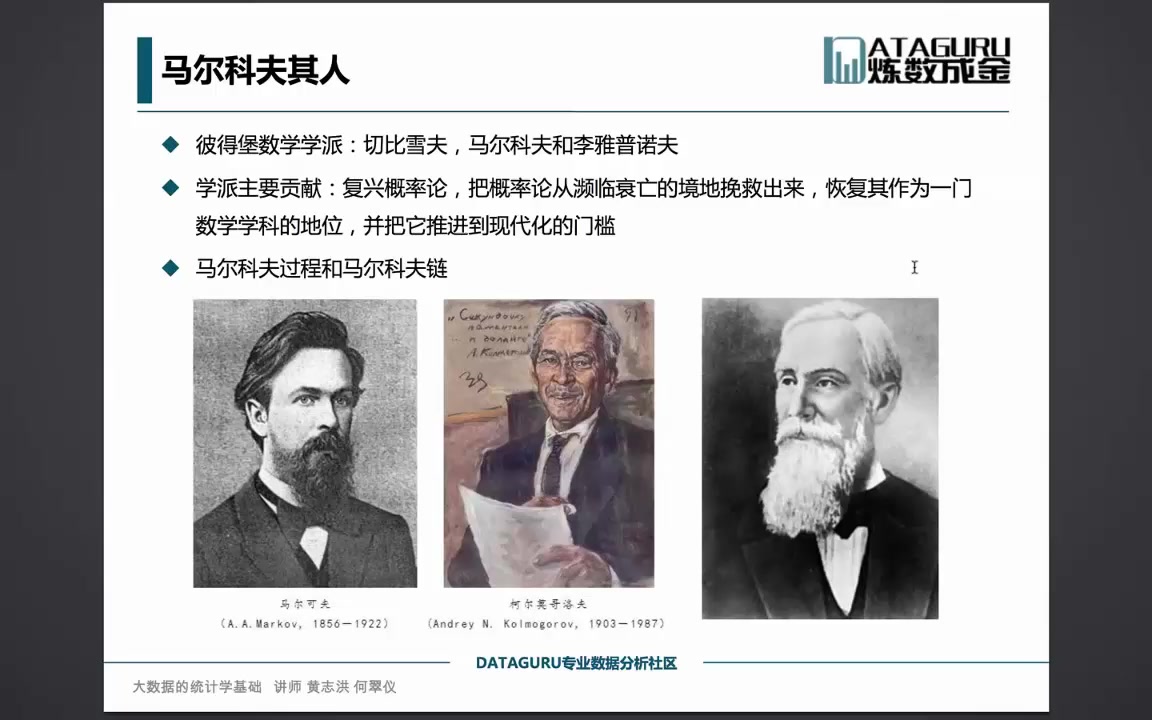 马尔科夫其人
DATAGURU
炼数成金
彼得堡数学学派：切比雪夫，马尔科夫和李雅普诺夫
学派主要贡献：复兴概率论，把概率论从濒临衰亡的境地挽救出来，恢复其作为一门
数学学科的地位，并把它推进到现代化的门槛
马尔科夫过程和马尔科夫链
马尔可夫
(A.A.Markov, 1856－1922)
柯尔莫哥洛夫
(Andrey N. Kolmogorov, 1903－1987)
DATAGURU专业数据分析社区
大数据的统计学基础 讲师 黄志洪 何翠仪